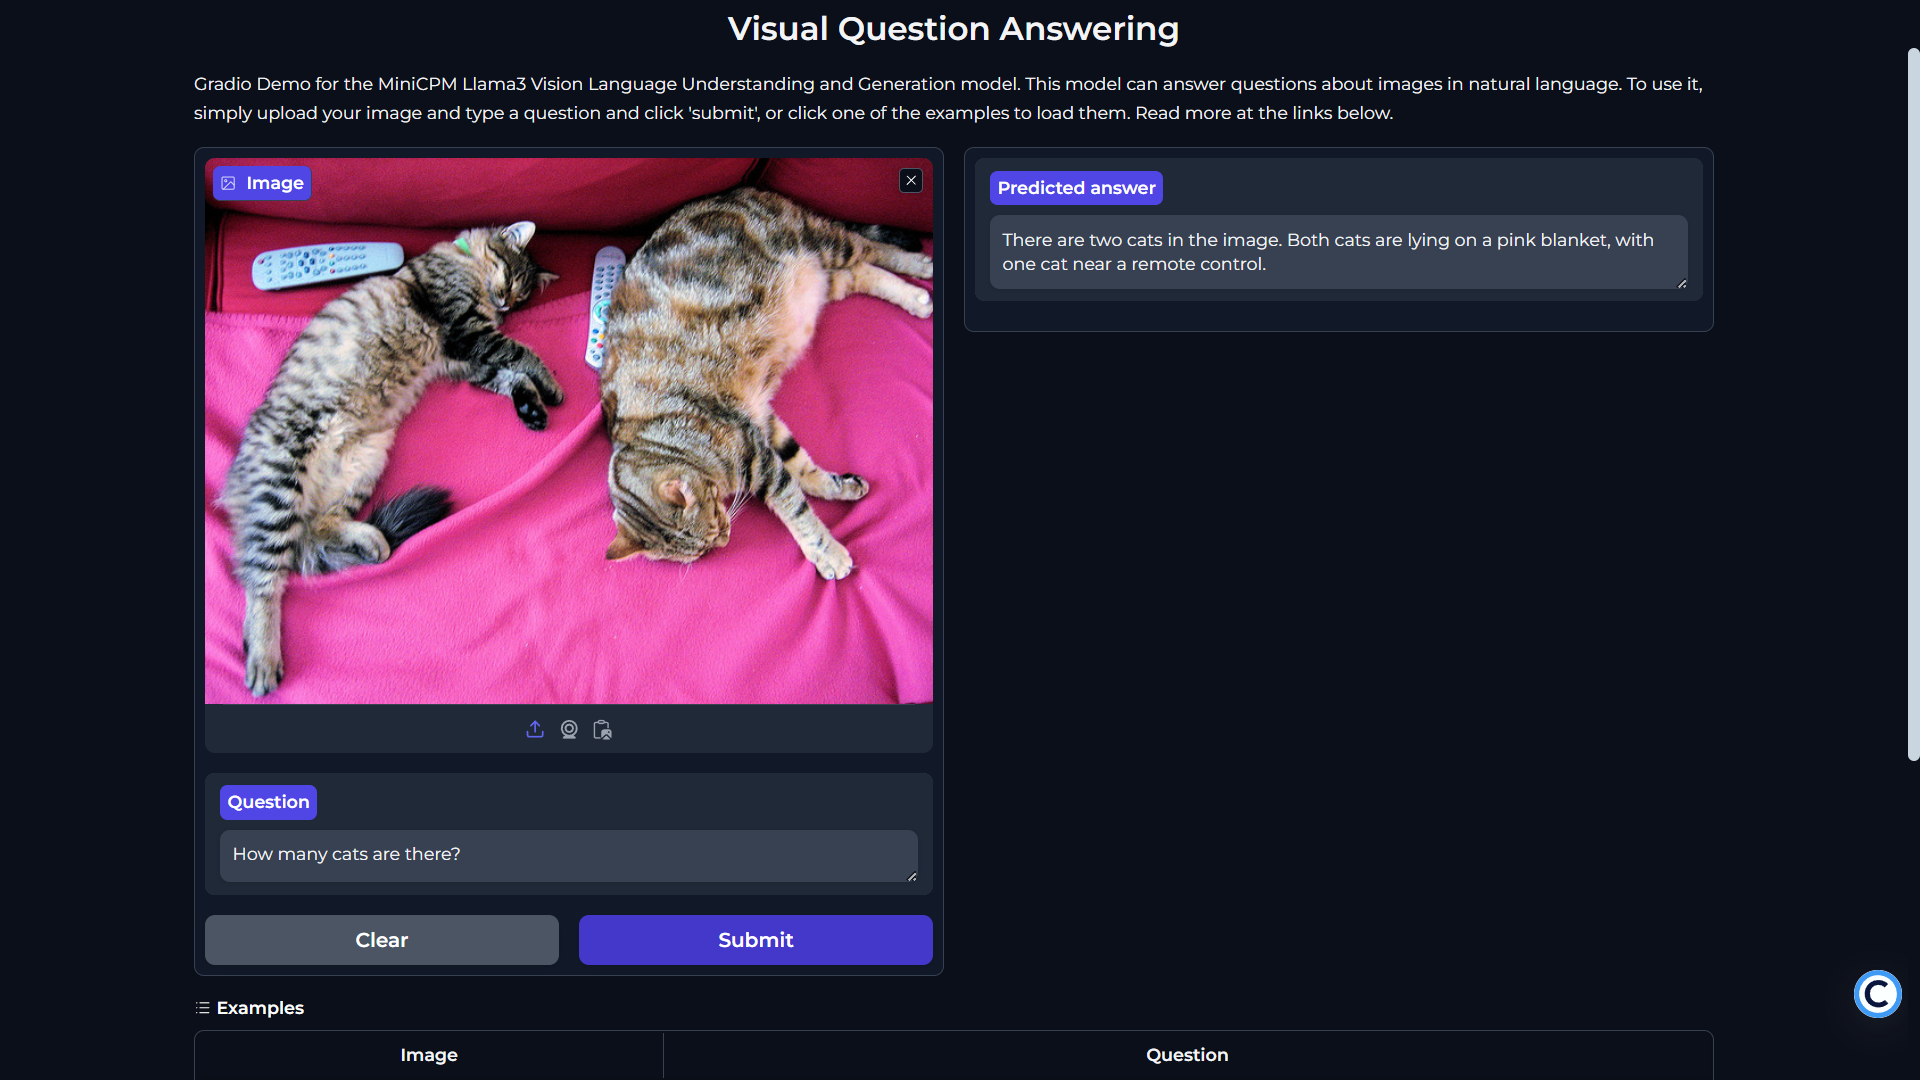 Visual Question Answering
Gradio Demo for the MiniCPM Llama3 Vision Language Understanding and Generation model. This model can answer questions about images in natural language. To use it,
simply upload your image and type a question and click 'submit', or click one of the examples to load them. Read more at the links below.
Image
Predicted answer
There are two cats in the image. Both cats are lying on a pink blanket, with
one cat near a remote control.
Question
How many cats are there?
Clear
Submit
Examples
Image
Question
C